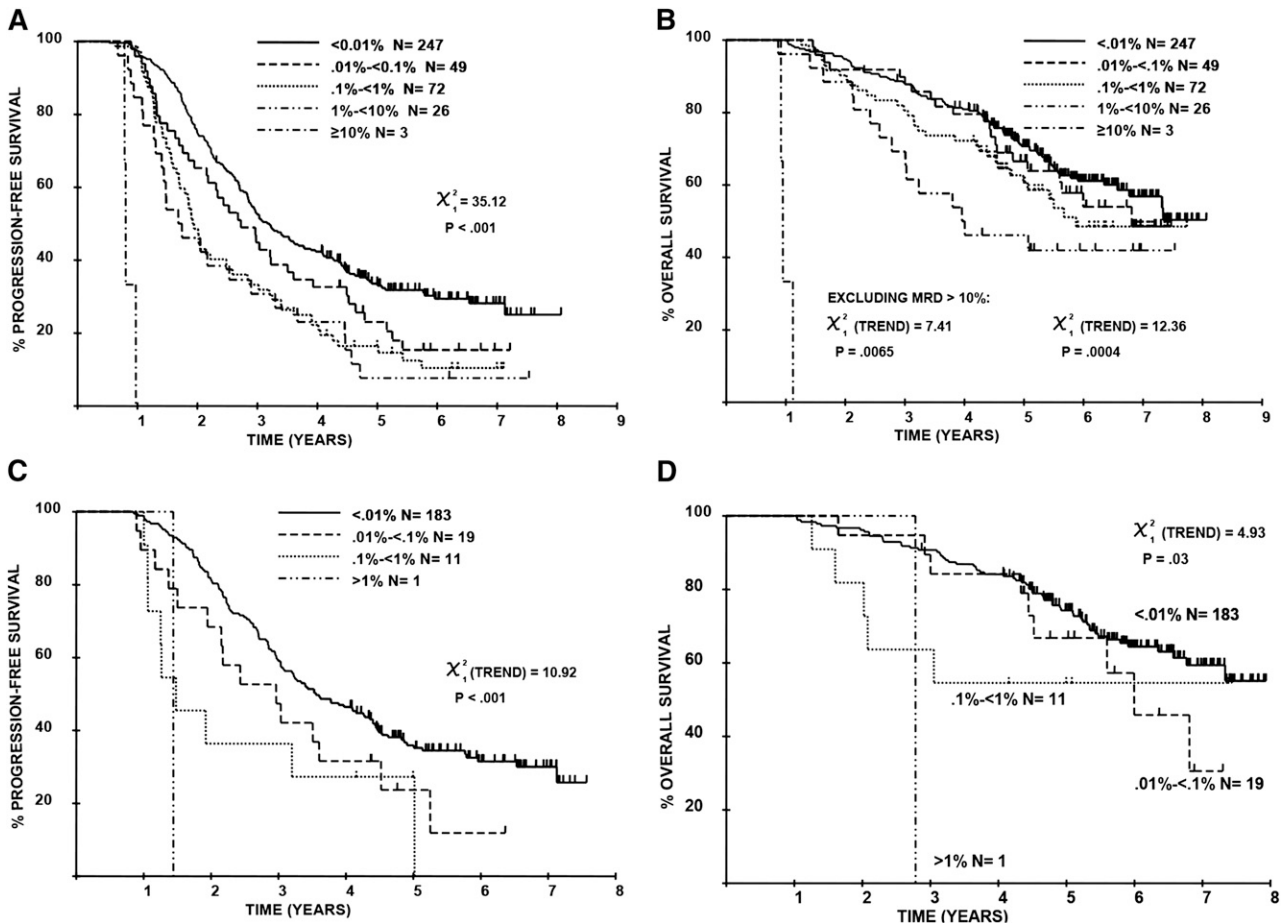 A
% PROGRESSION-FREE SURVIVAL
100
80
60
40
20
<0.01% N= 247
.01%-<0.1% N= 49
.1%-<1% N= 72
1%-<10% N= 26
≥10% N= 3
χ²₁ = 35.12
P < .001
1 2 3 4 5 6 7 8 9
TIME (YEARS)
B
% OVERALL SURVIVAL
100
80
60
40
20
<.01% N= 247
.01%-<.1% N= 49
.1%-<1% N= 72
1%-<10% N= 26
≥10% N= 3
EXCLUDING MRD > 10%:
χ²₁ (TREND) = 7.41
P = .0065
χ²₁ (TREND) = 12.36
P = .0004
1 2 3 4 5 6 7 8 9
TIME (YEARS)
C
% PROGRESSION-FREE SURVIVAL
100
80
60
40
20
<.01% N= 183
.01%-<.1% N= 19
.1%-<1% N= 11
>1% N= 1
χ²₁ (TREND) = 10.92
P < .001
1 2 3 4 5 6 7 8
TIME (YEARS)
D
% OVERALL SURVIVAL
100
80
60
40
20
χ²₁ (TREND) = 4.93
P = .03
<.01% N= 183
.1%-<1% N= 11
.01%-<.1% N= 19
>1% N= 1
1 2 3 4 5 6 7 8
TIME (YEARS)